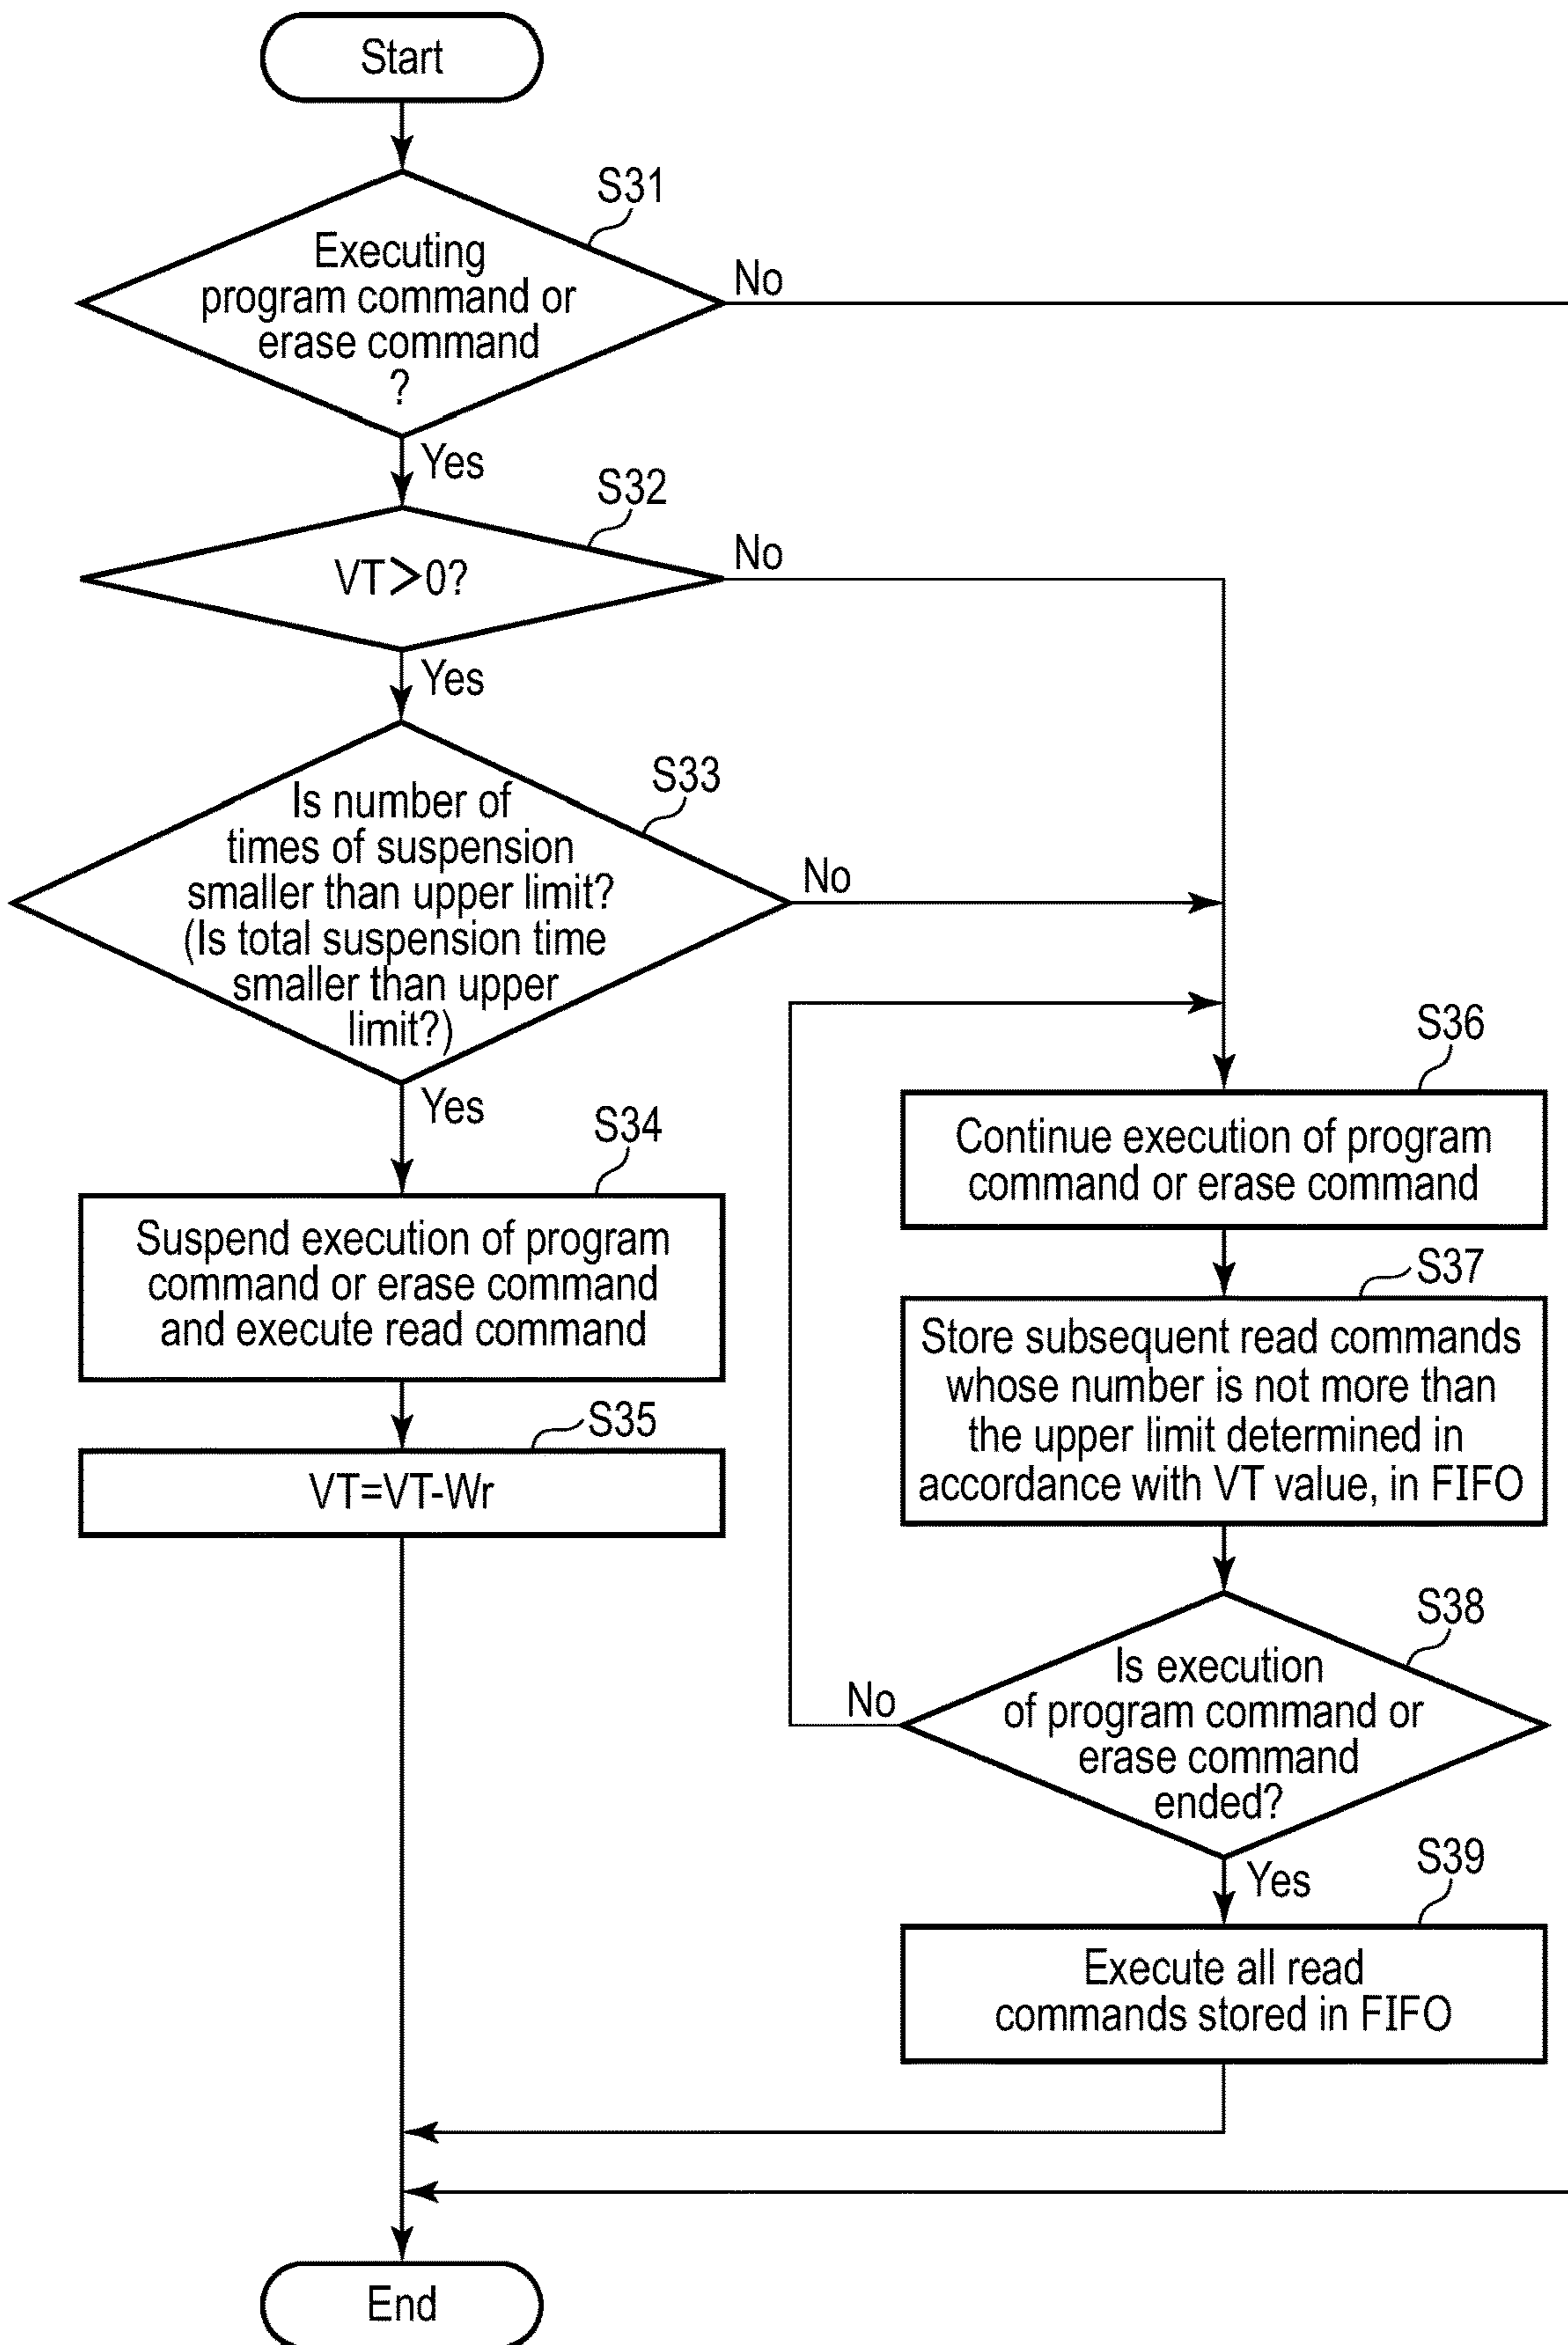 Start
S31
Executing
program command or
erase command
?
No
Yes
S32
VT>0?
No
Yes
S33
Is number of
times of suspension
smaller than upper limit?
(Is total suspension time
smaller than upper
limit?)
No
Yes
S34
Suspend execution of program
command or erase command
and execute read command
S35
VT=VT-Wr
S36
Continue execution of program
command or erase command
S37
Store subsequent read commands
whose number is not more than
the upper limit determined in
accordance with VT value, in FIFO
S38
Is execution
of program command or
erase command
ended?
No
Yes
S39
Execute all read
commands stored in FIFO
End